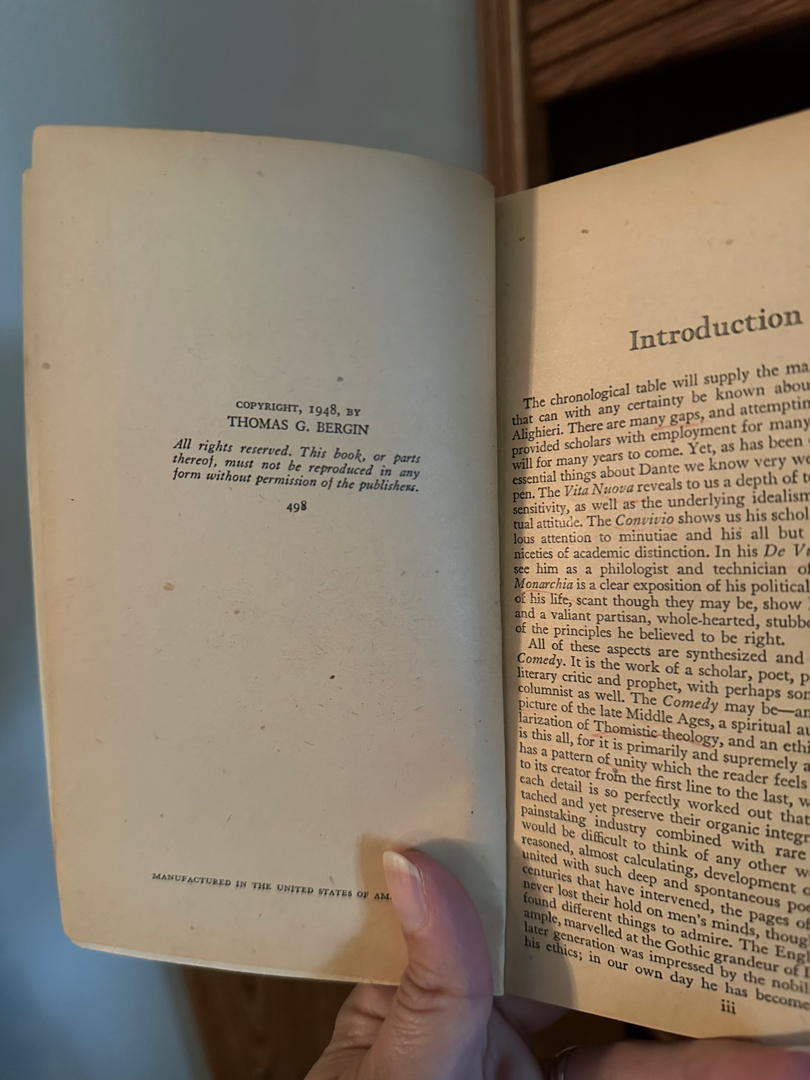 COPYRIGHT, 1948, BY
THOMAS G. BERGIN
All rights reserved. This book, or parts
thereof, must not be reproduced in any
form without permission of the publishers.
498
MANUFACTURED IN THE UNITED STATES OF
Introduction
The chronological table will supply the
that can with any certainty be known
Alighieri. There are many gaps, and
provided scholars with employment for many
will for many years to come. Yet, as has been
essential things about Dante we know very
pen. The Vita Nuova reveals to us a depth of
sensitivity, as well as the underlying
tual attitude. The Convivio shows us his
lous attention to minutiae and his all but
niceties of academic distinction. In his De
see him as a philologist and technician
Monarchia is a clear exposition of his political
of his life, scant though they may be, show
and a valiant partisan, whole-hearted,
of the principles he believed to be right.
All of these aspects are synthesized and
Comedy. It is the work of a scholar, poet,
literary critic and prophet, with perhaps
columnist as well. The Comedy may be—
picture of the late Middle Ages, a spiritual
larization of Thomistic theology, and an
is this all, for it is primarily and supremely
has a pattern of unity which the reader feels
to its creator from the first line to the last,
each detail is so perfectly worked out that
tached and yet preserve their organic
painstaking industry combined with rare
would be difficult to think of any other
reasoned, almost calculating, development
united with such deep and spontaneous
centuries that have intervened, the pages of
never lost their hold on men's minds,
found different things to admire. The
ample, marvelled at the Gothic grandeur of
later generation was impressed by the
his ethics; in our own day he has become
iii